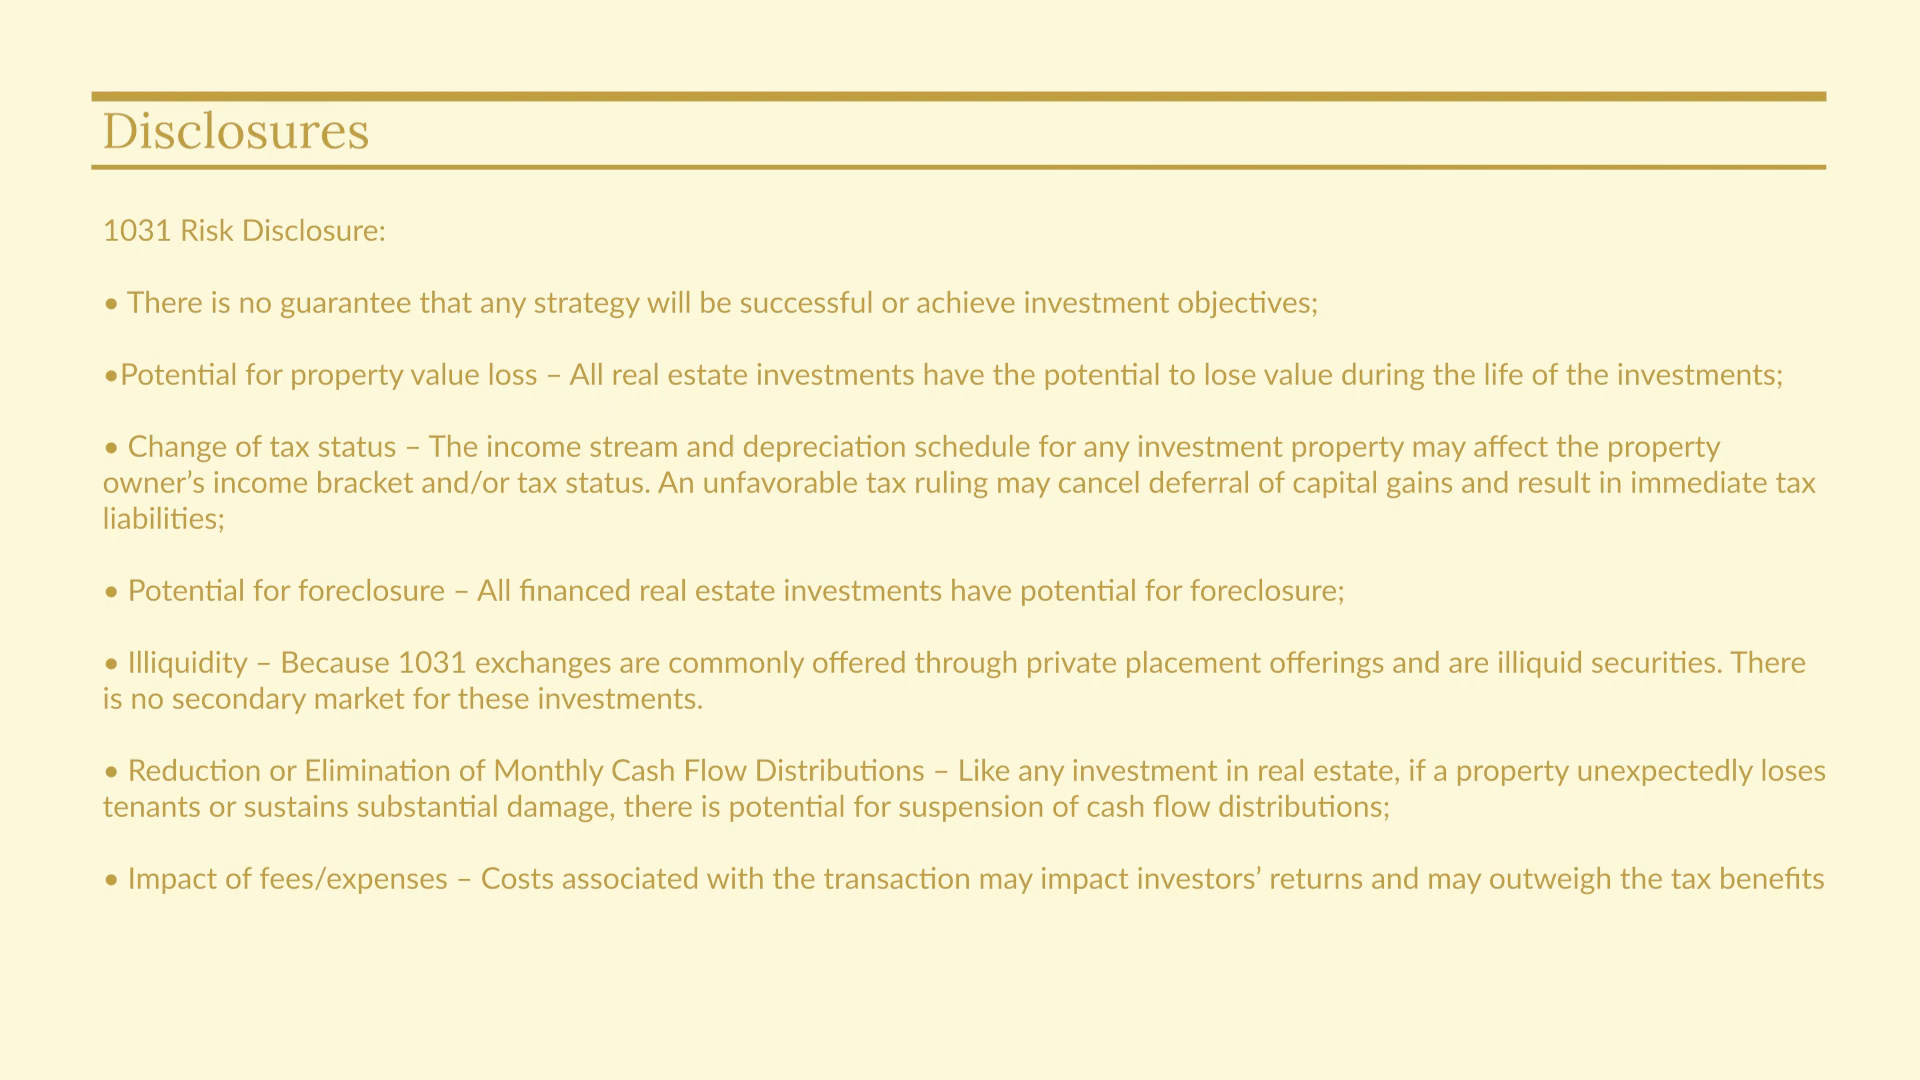 Disclosures
1031 Risk Disclosure:
• There is no guarantee that any strategy will be successful or achieve investment objectives;
•Potential for property value loss – All real estate investments have the potential to lose value during the life of the investments;
• Change of tax status – The income stream and depreciation schedule for any investment property may affect the property
owner’s income bracket and/or tax status. An unfavorable tax ruling may cancel deferral of capital gains and result in immediate tax
liabilities;
• Potential for foreclosure – All financed real estate investments have potential for foreclosure;
• Illiquidity – Because 1031 exchanges are commonly offered through private placement offerings and are illiquid securities. There
is no secondary market for these investments.
• Reduction or Elimination of Monthly Cash Flow Distributions – Like any investment in real estate, if a property unexpectedly loses
tenants or sustains substantial damage, there is potential for suspension of cash flow distributions;
• Impact of fees/expenses – Costs associated with the transaction may impact investors’ returns and may outweigh the tax benefits